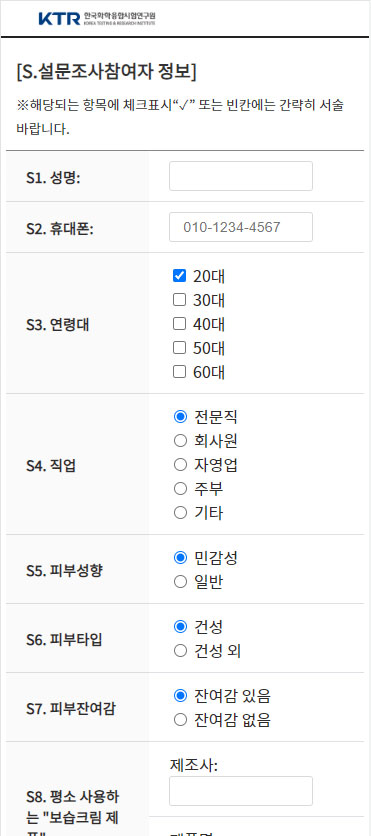 KTR 한국화학융합시험연구원
KOREA TESTING & RESEARCH INSTITUTE
[S.설문조사참여자 정보]
※해당되는 항목에 체크표시“✓” 또는 빈칸에는 간략히 서술
바랍니다.
S1. 성명:
S2. 휴대폰:
010-1234-4567
S3. 연령대
20대
30대
40대
50대
60대
S4. 직업
전문직
회사원
자영업
주부
기타
S5. 피부성향
민감성
일반
S6. 피부타입
건성
건성 외
S7. 피부잔여감
잔여감 있음
잔여감 없음
S8. 평소 사용하
는 "보습크림 제
품"
제조사: